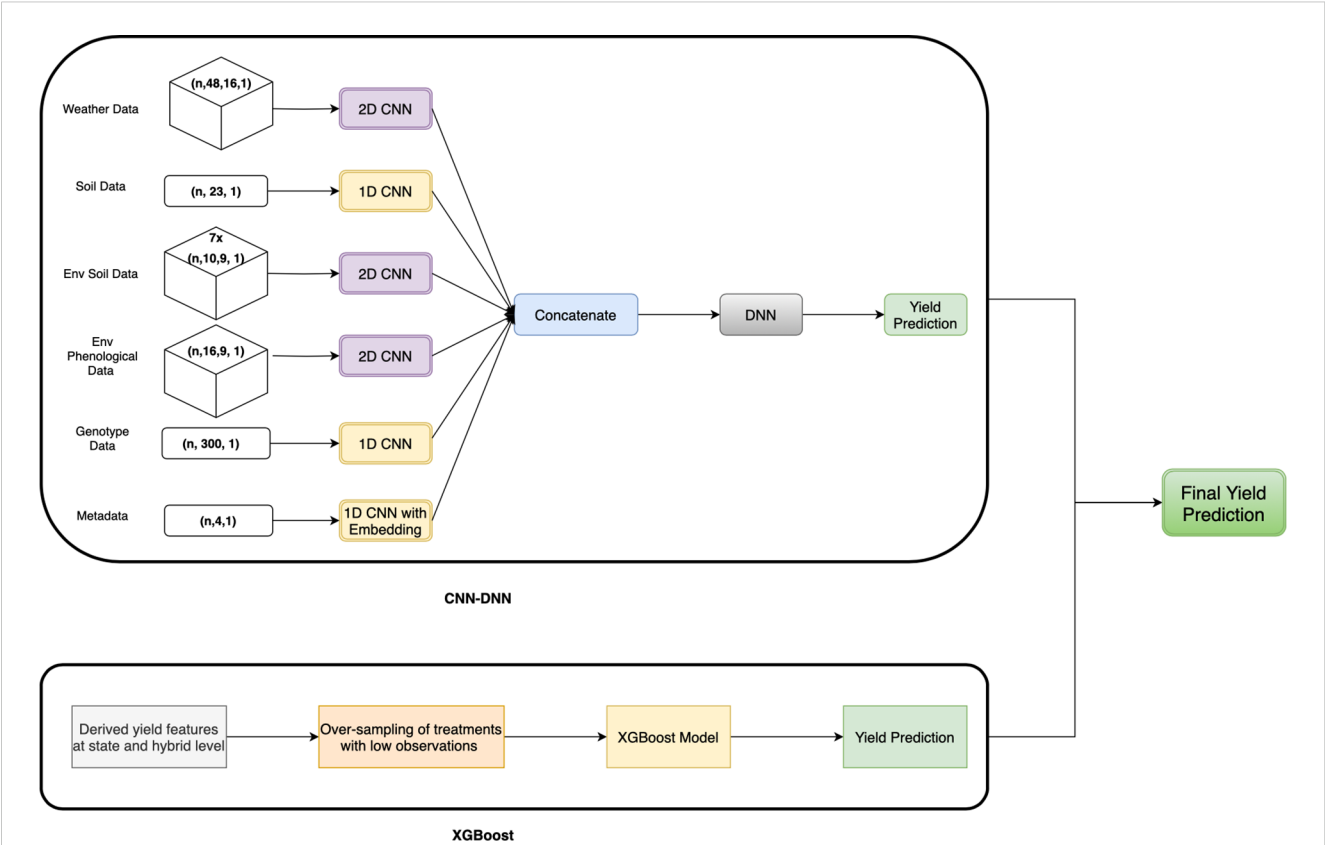 Weather Data
(n,48,16,1)
2D CNN
Soil Data
(n, 23, 1)
1D CNN
Env Soil Data
7x
(n,10,9, 1)
2D CNN
Env
Phenological
Data
(n,16,9, 1)
2D CNN
Genotype
Data
(n, 300, 1)
1D CNN
Metadata
(n,4,1)
1D CNN with
Embedding
Concatenate
DNN
Yield
Prediction
CNN-DNN
Final Yield
Prediction
Derived yield features
at state and hybrid level
Over-sampling of treatments
with low observations
XGBoost Model
Yield Prediction
XGBoost